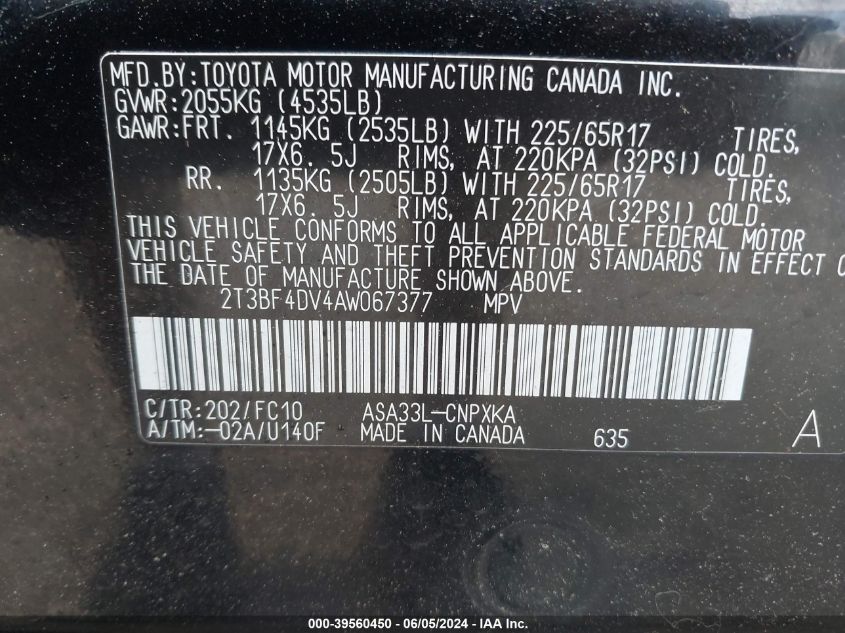 MFD.BY:TOYOTA MOTOR MANUFACTURING CANADA INC.
GVWR:2055KG (4535LB)
GAWR:FRT. 1145KG (2535LB) WITH 225/65R17 TIRES,
17X6. 5J RIMS, AT 220KPA (32PSI) COLD.
RR. 1135KG (2505LB) WITH 225/65R17 TIRES,
17X6. 5J RIMS, AT 220KPA (32PSI) COLD.
THIS VEHICLE CONFORMS TO ALL APPLICABLE FEDERAL MOTOR
VEHICLE SAFETY AND THEFT PREVENTION STANDARDS IN EFFECT
THE DATE OF MANUFACTURE SHOWN ABOVE.
2T3BF4DV4AW067377 MPV
C/TR:202/FC10 ASA33L-CNPXKA
A/TM:-02A/U140F MADE IN CANADA 635 A
000-39560450 - 06/05/2024 - IAA Inc.